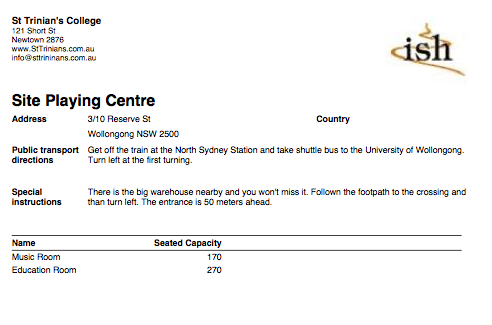 St Trinian's College
121 Short St
Newtown 2876
www.StTrinians.com.au
info@sttrininans.com.au
ish
Site Playing Centre
Address 3/10 Reserve St Country
Wollongong NSW 2500
Public transport directions Get off the train at the North Sydney Station and take shuttle bus to the University of Wollongong.
Turn left at the first turning.
Special instructions There is the big warehouse nearby and you won't miss it. Follown the footpath to the crossing and
than turn left. The entrance is 50 meters ahead.
Name Seated Capacity
Music Room 170
Education Room 270